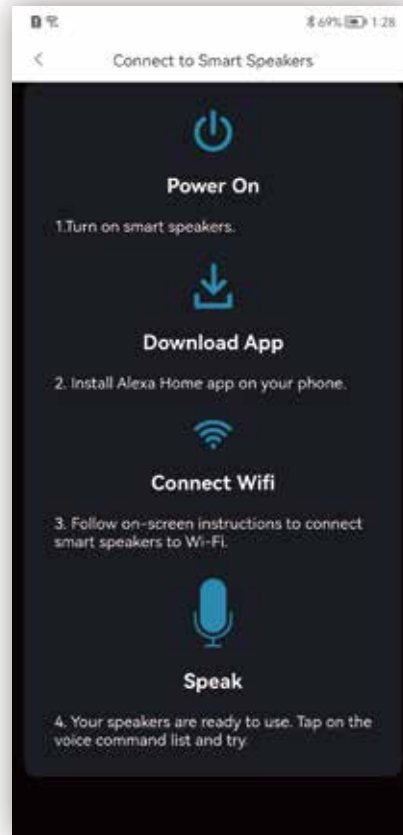 69% 1:28
Connect to Smart Speakers
Power On
1.Turn on smart speakers.
Download App
2. Install Alexa Home app on your phone.
Connect Wifi
3. Follow on-screen instructions to connect
smart speakers to Wi-Fi.
Speak
4. Your speakers are ready to use. Tap on the
voice command list and try.